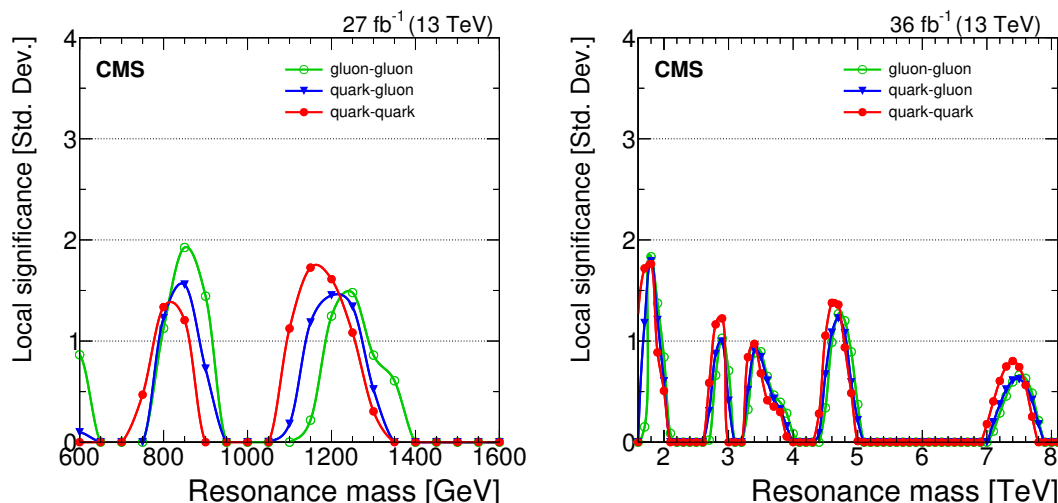 27 fb⁻¹ (13 TeV)
CMS
gluon-gluon
quark-gluon
quark-quark
Local significance [Std. Dev.]
4
3
2
1
0
600 800 1000 1200 1400 1600
Resonance mass [GeV]
36 fb⁻¹ (13 TeV)
CMS
gluon-gluon
quark-gluon
quark-quark
Local significance [Std. Dev.]
4
3
2
1
0
2 3 4 5 6 7 8
Resonance mass [TeV]